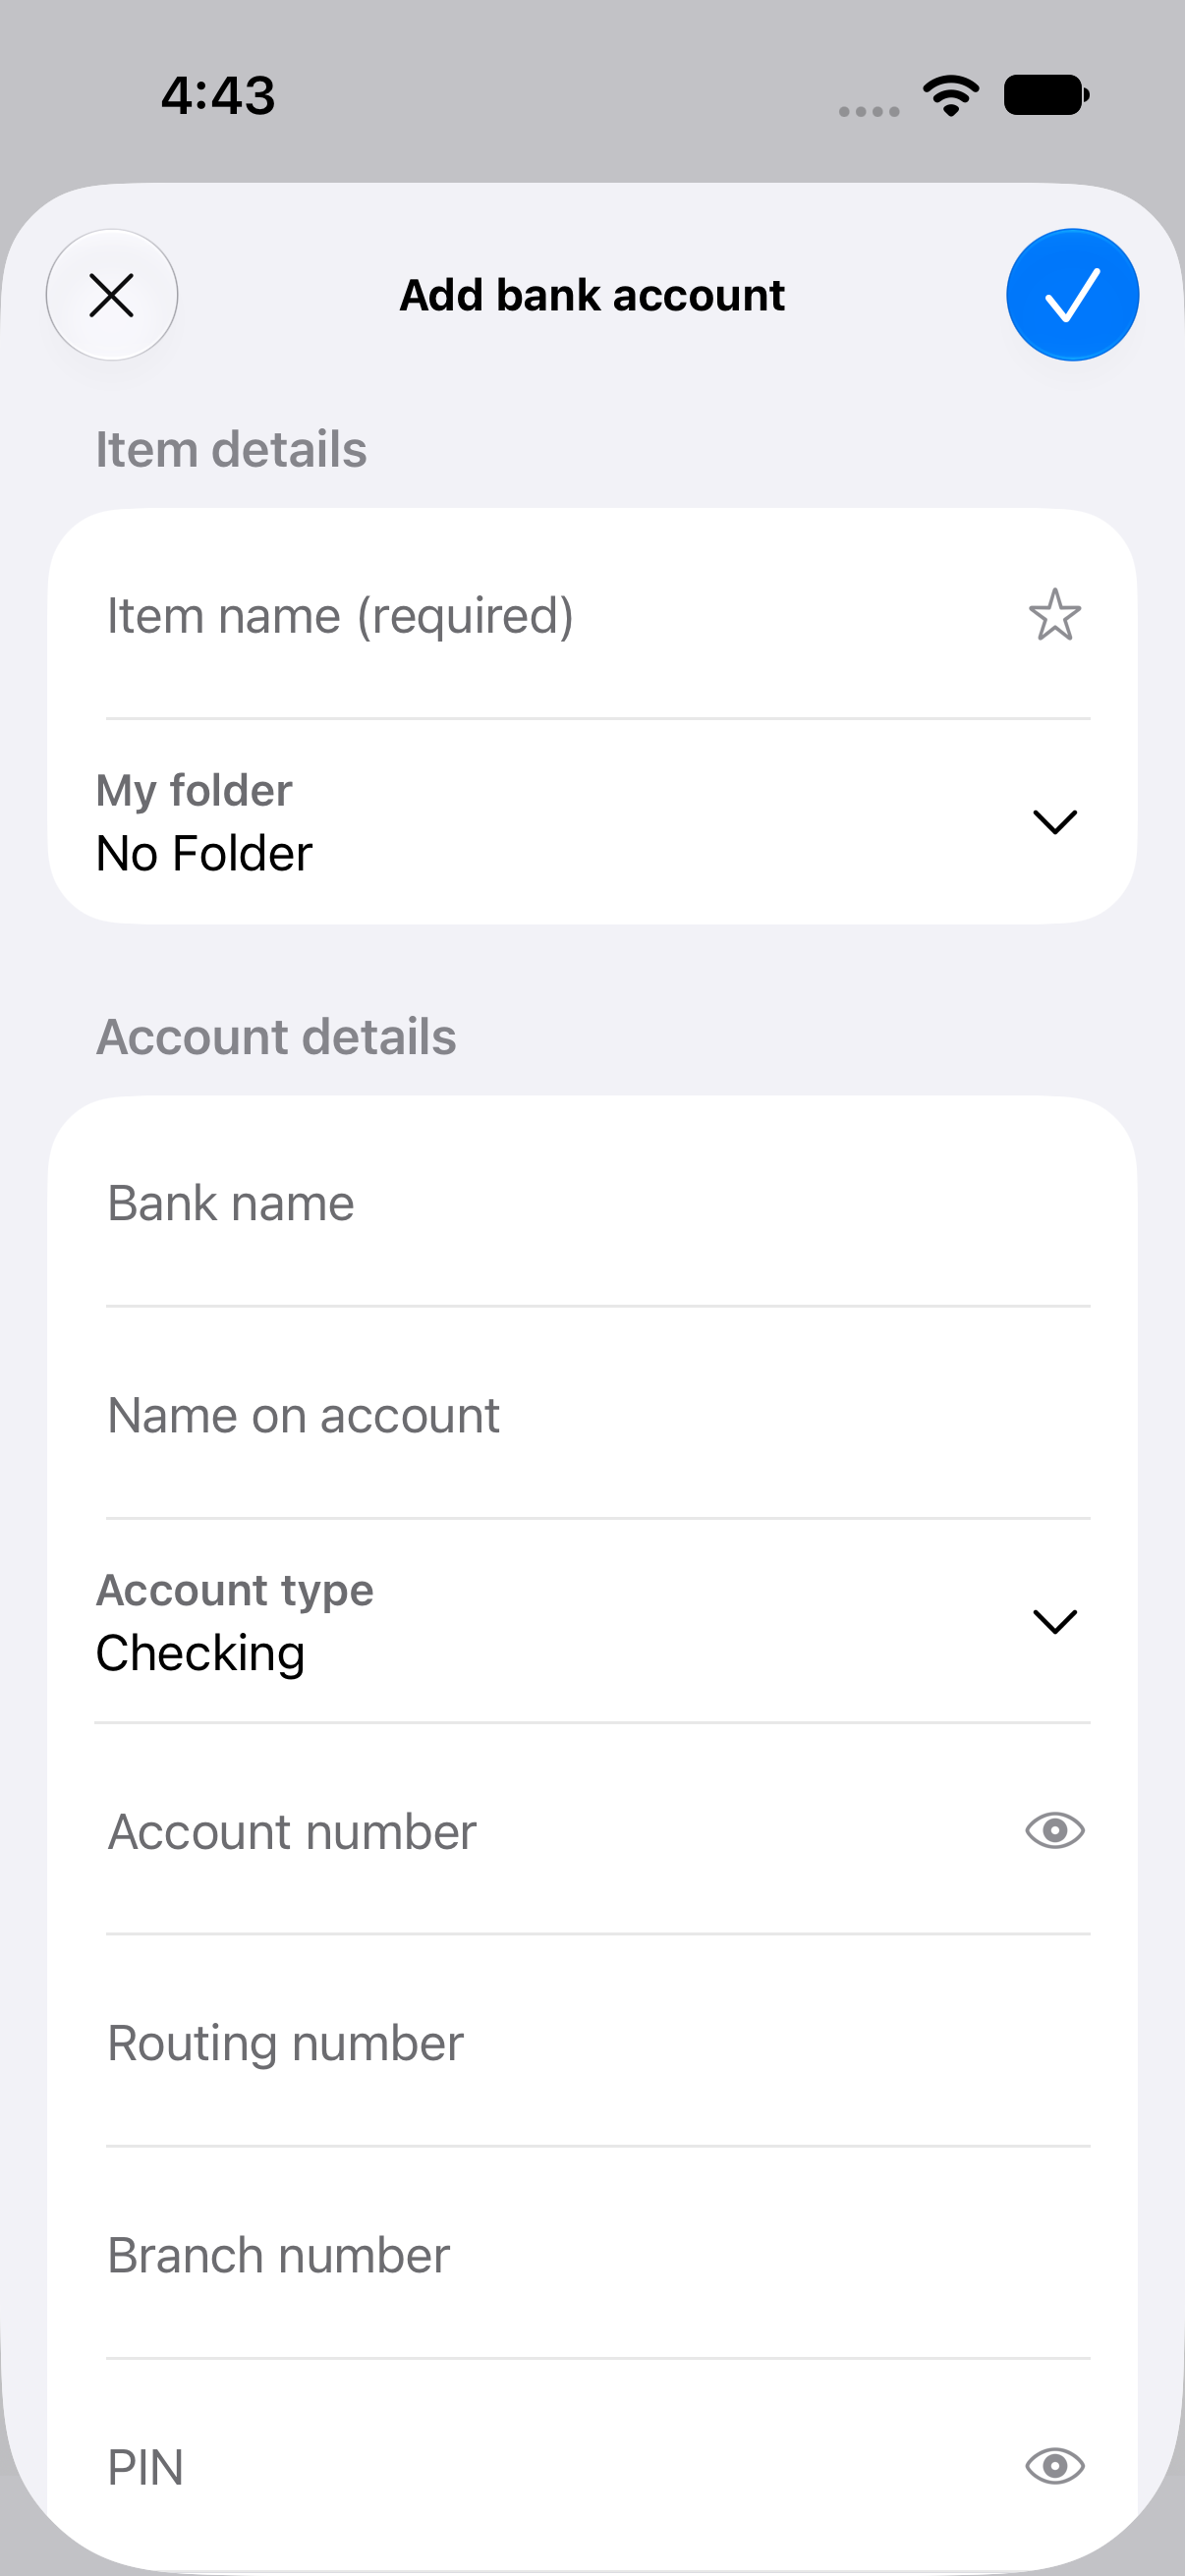 4:43
Add bank account
Item details
Item name (required)
My folder
No Folder
Account details
Bank name
Name on account
Account type
Checking
Account number
Routing number
Branch number
PIN